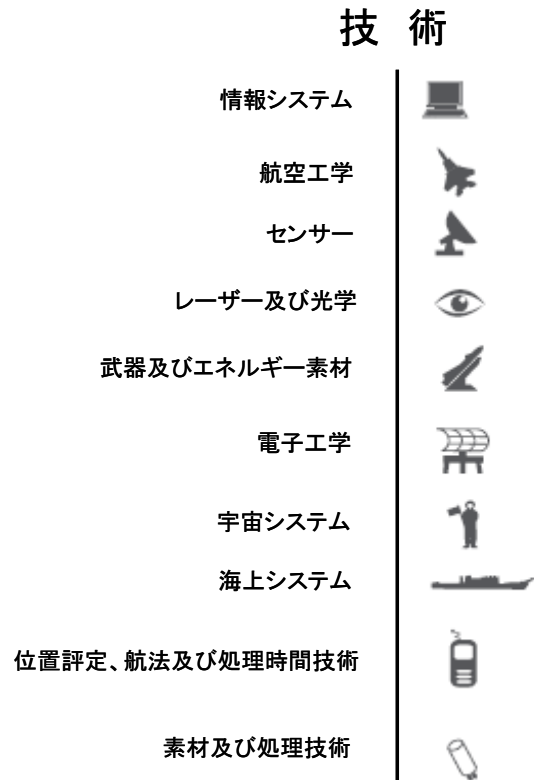 技術
情報システム
航空工学
センサー
レーザー及び光学
武器及びエネルギー素材
電子工学
宇宙システム
海上システム
位置評定、航法及び処理時間技術
素材及び処理技術